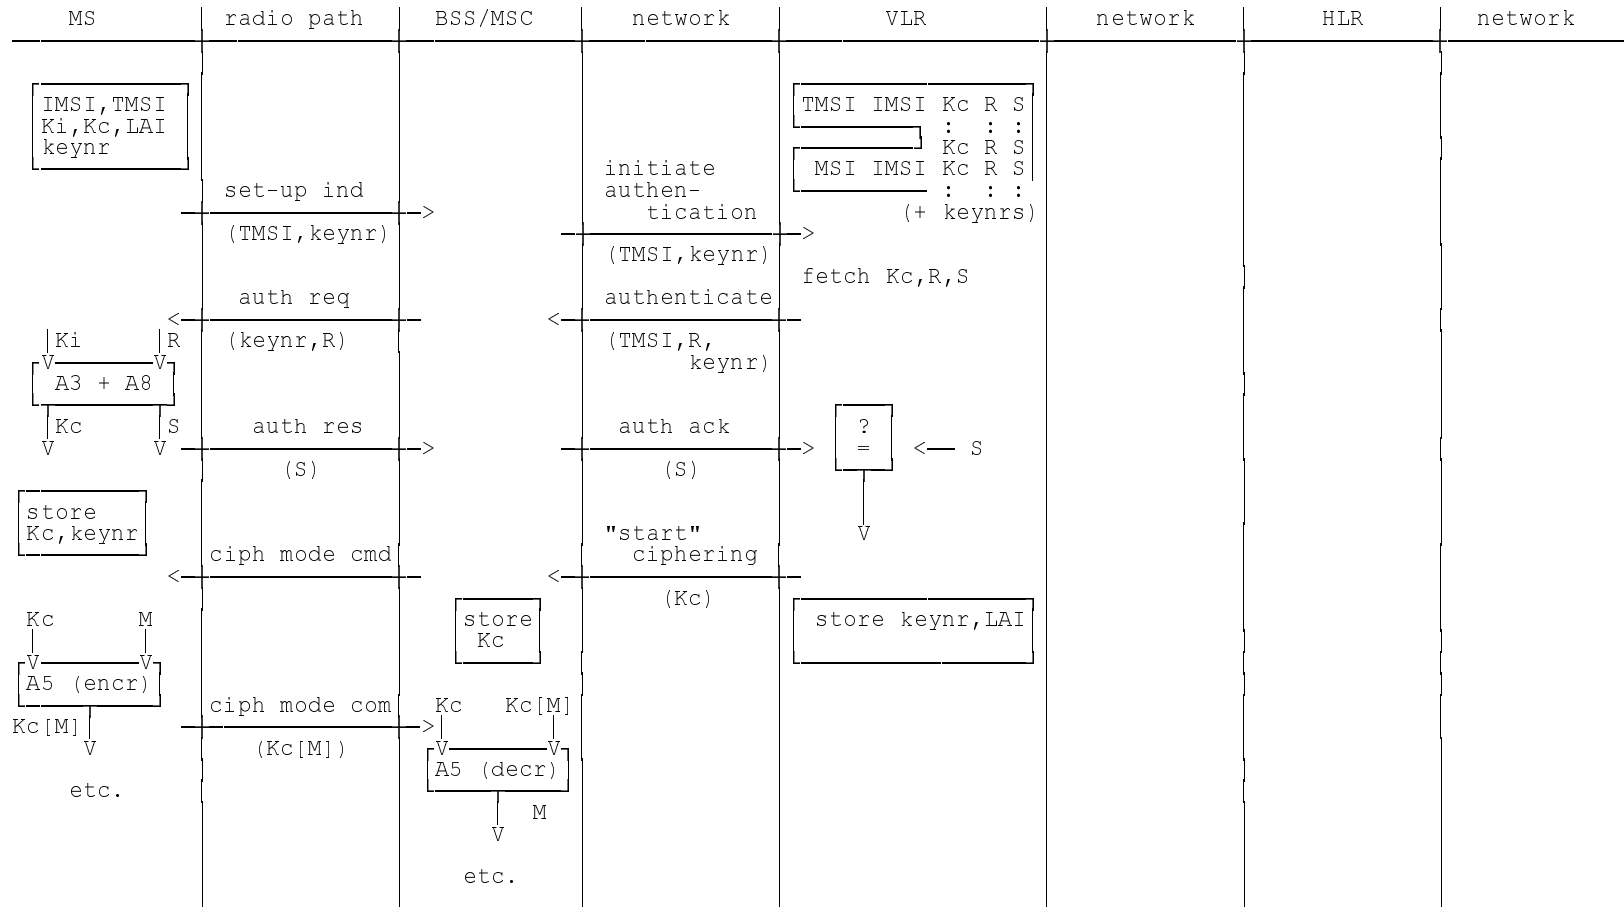 MS radio path BSS/MSC network VLR network HLR network
IMSI,TMSI
Ki,Kc,LAI
keynr
TMSI IMSI Kc R S
: : :
Kc R S
MSI IMSI Kc R S
: : :
(+ keynrs)
set-up ind
(TMSI,keynr)
initiate
authen-
tication
(TMSI,keynr)
fetch Kc,R,S
auth req
(keynr,R)
authenticate
(TMSI,R,
keynr)
Ki R
A3 + A8
Kc S
auth res
(S)
auth ack
(S)
?
= S
store
Kc,keynr
"start"
ciphering
(Kc)
ciph mode cmd
store
Kc
store keynr,LAI
Kc M
A5 (encr)
Kc[M]
ciph mode com
(Kc[M])
Kc Kc[M]
A5 (decr)
M
etc.
etc.